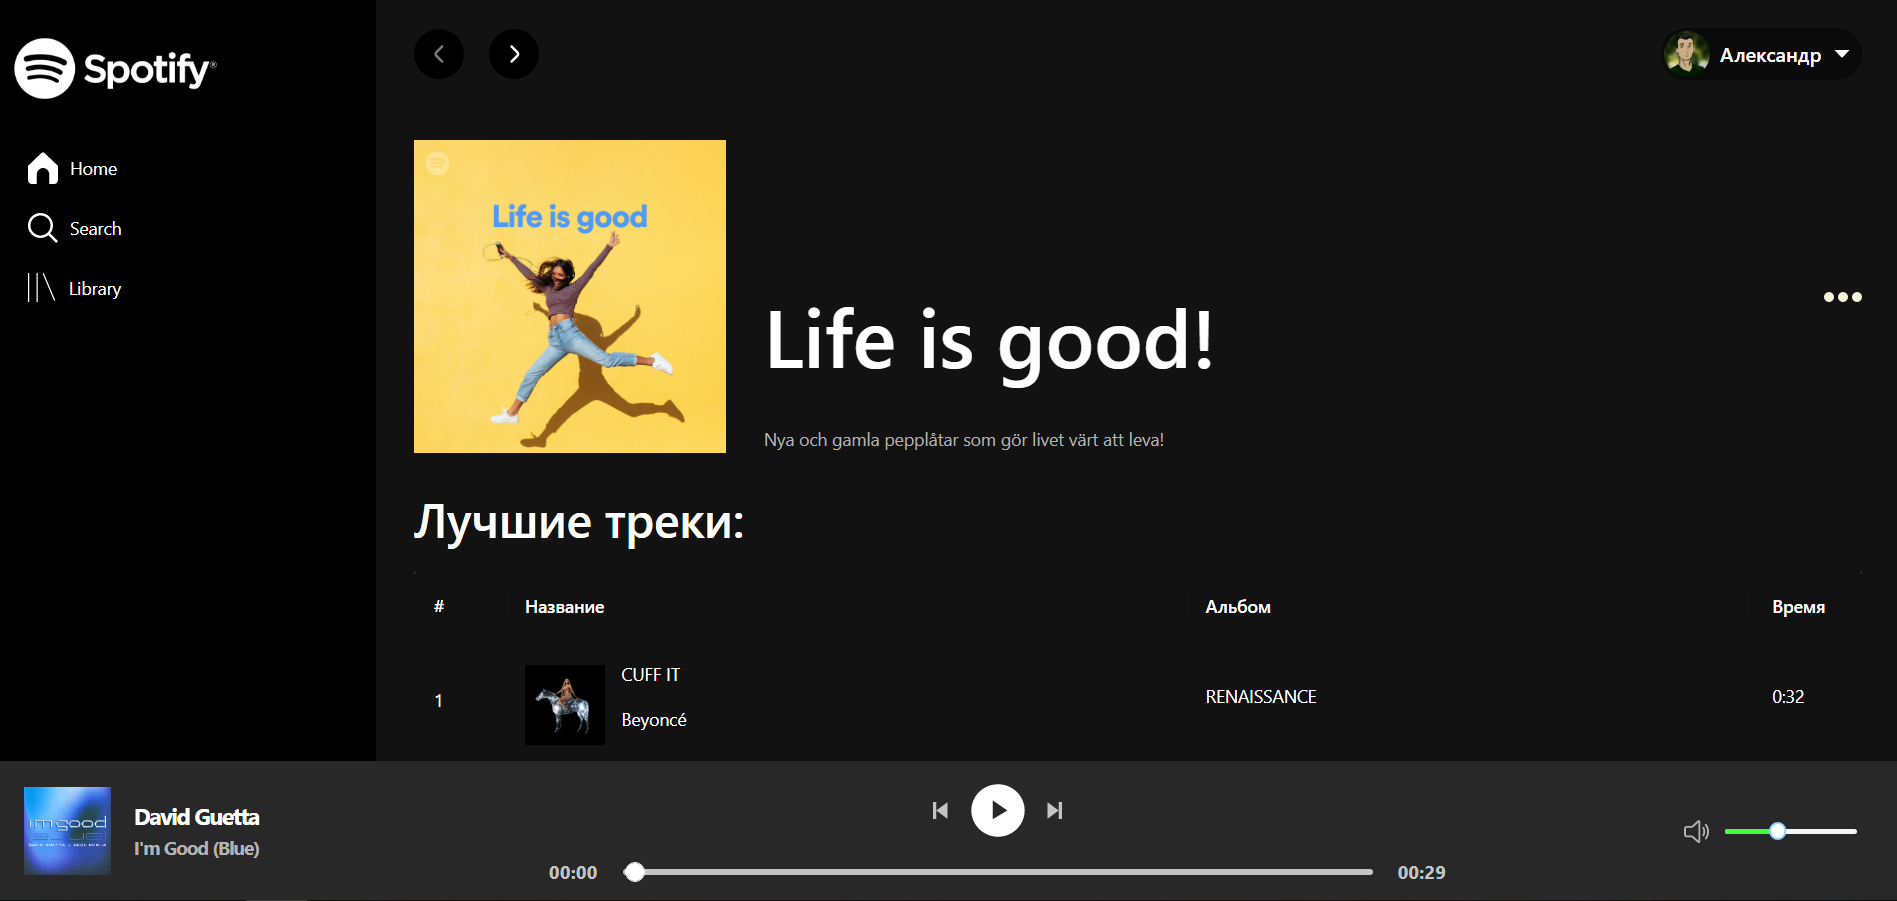 Spotify®
Home
Search
Library
Александр
Life is good
Life is good!
Nya och gamla pepplåtar som gör livet värt att leva!
Лучшие треки:
# Название Альбом Время
1 CUFF IT Beyoncé RENAISSANCE 0:32
im good
David Guetta
I'm Good (Blue)
00:00 00:29